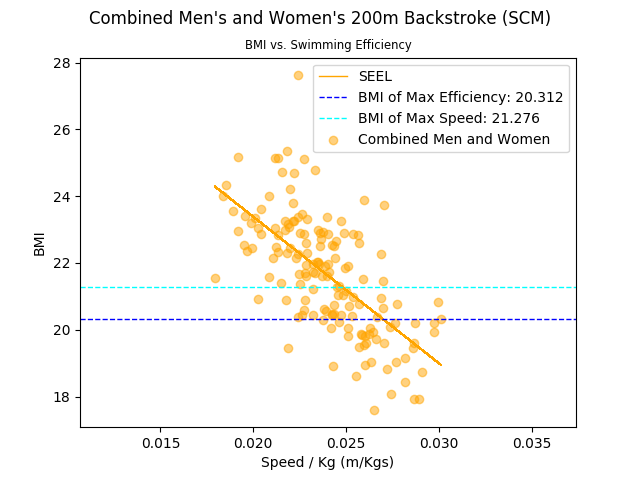 Combined Men's and Women's 200m Backstroke (SCM)
BMI vs. Swimming Efficiency
SEEL
BMI of Max Efficiency: 20.312
BMI of Max Speed: 21.276
Combined Men and Women
28
26
24
22
20
18
BMI
0.015
0.020
0.025
0.030
0.035
Speed / Kg (m/Kgs)